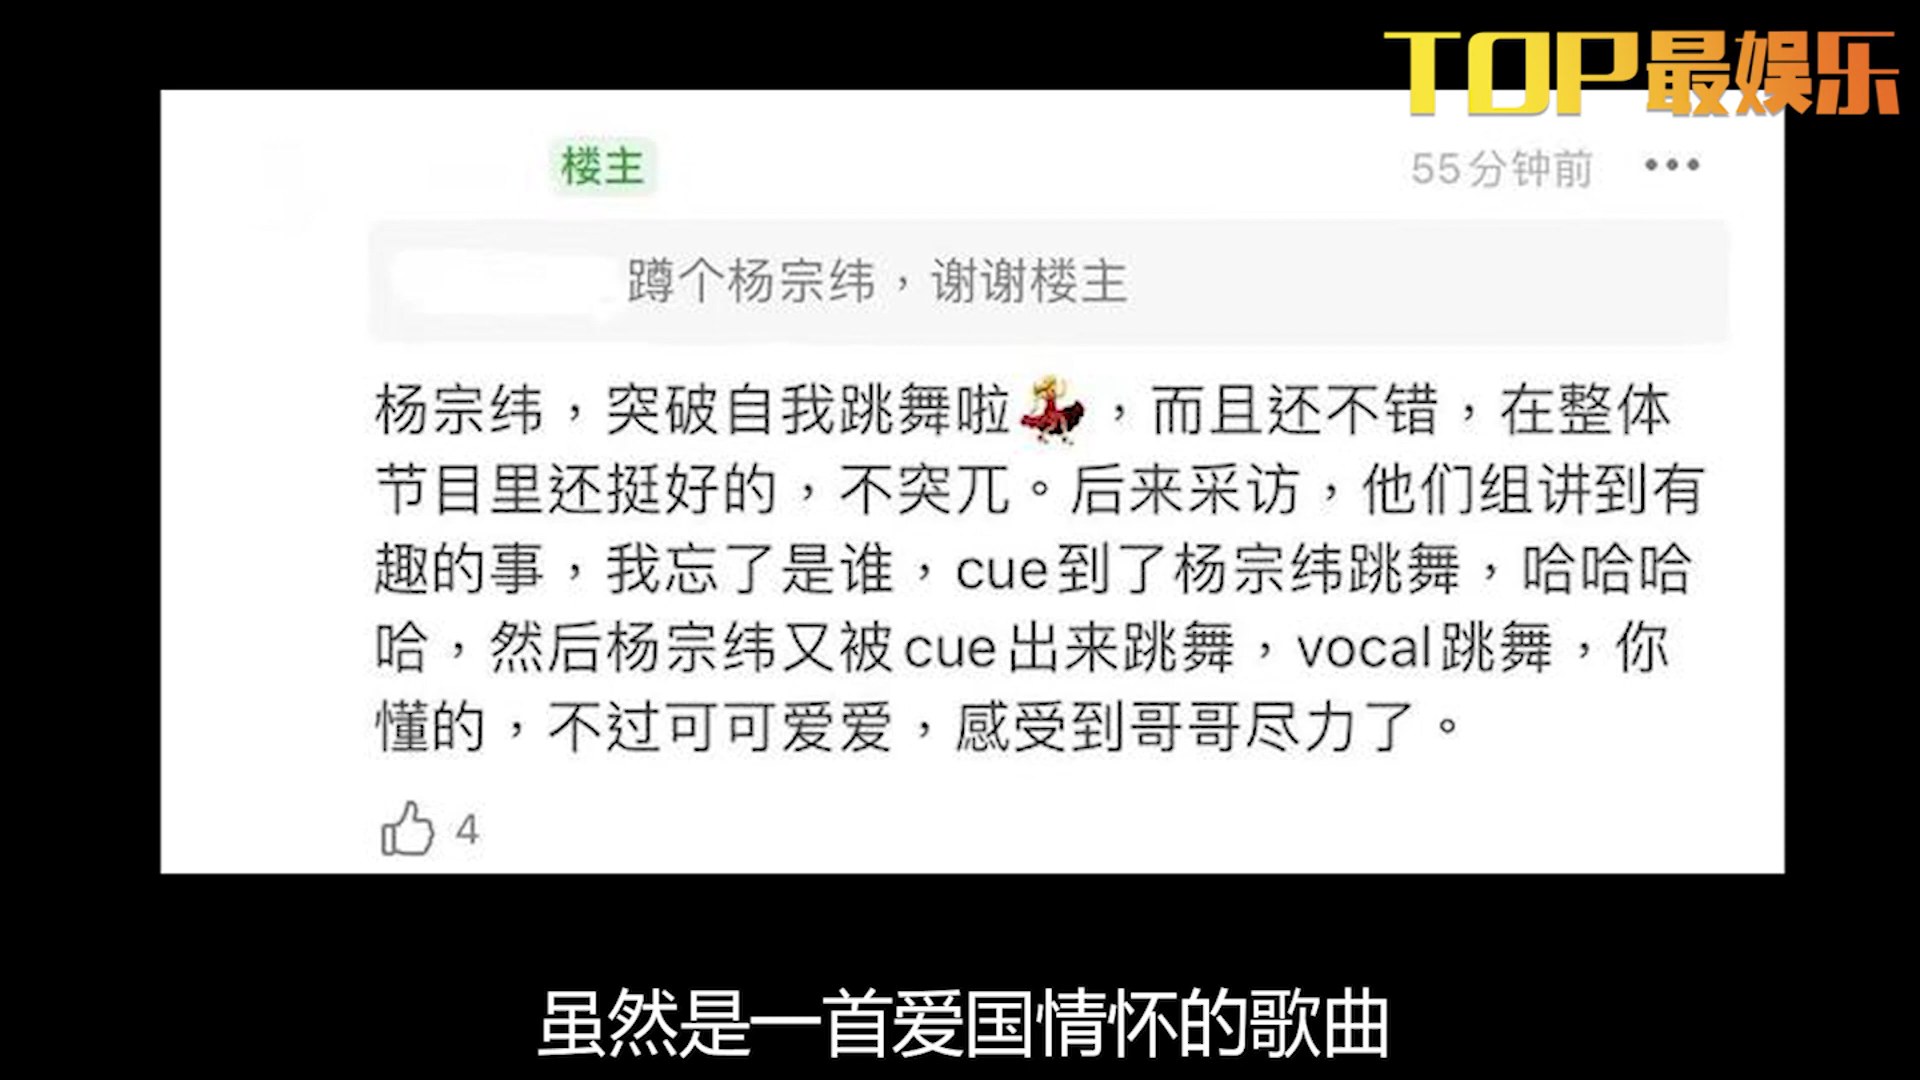 TOP最娱乐
楼主
55分钟前
蹲个杨宗纬，谢谢楼主
杨宗纬，突破自我跳舞啦💃，而且还不错，在整体
节目里还挺好的，不突兀。后来采访，他们组讲到有
趣的事，我忘了是谁，cue到了杨宗纬跳舞，哈哈哈
哈，然后杨宗纬又被cue出来跳舞，vocal跳舞，你
懂的，不过可可爱爱，感受到哥哥尽力了。
4
虽然是一首爱国情怀的歌曲